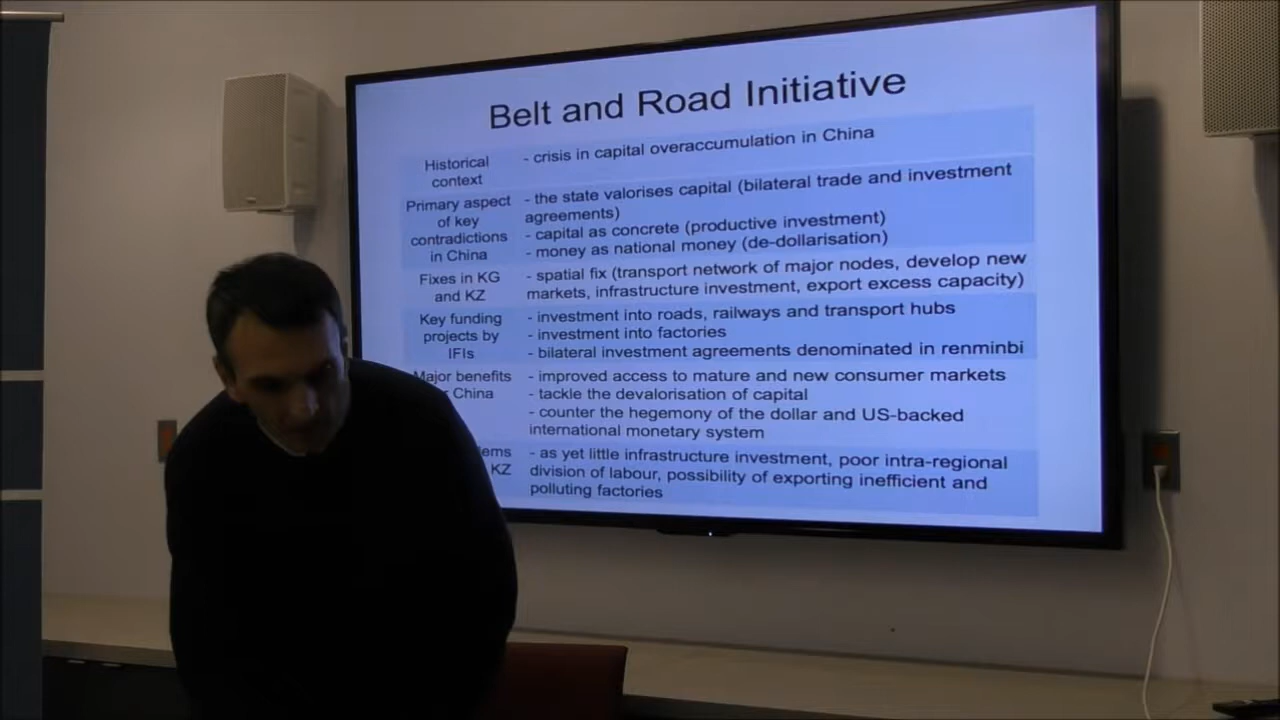 Belt and Road Initiative
Historical
context
- crisis in capital overaccumulation in China
Primary aspect
of key
contradictions
in China
- the state valorises capital (bilateral trade and investment
agreements)
- capital as concrete (productive investment)
- money as national money (de-dollarisation)
Fixes in KG
and KZ
- spatial fix (transport network of major nodes, develop new
markets, infrastructure investment, export excess capacity)
Key funding
projects by
IFIs
- investment into roads, railways and transport hubs
- investment into factories
- bilateral investment agreements denominated in renminbi
Major benefits
China
- improved access to mature and new consumer markets
- tackle the devalorisation of capital
- counter the hegemony of the dollar and US-backed
international monetary system
KZ
- as yet little infrastructure investment, poor intra-regional
division of labour, possibility of exporting inefficient and
polluting factories